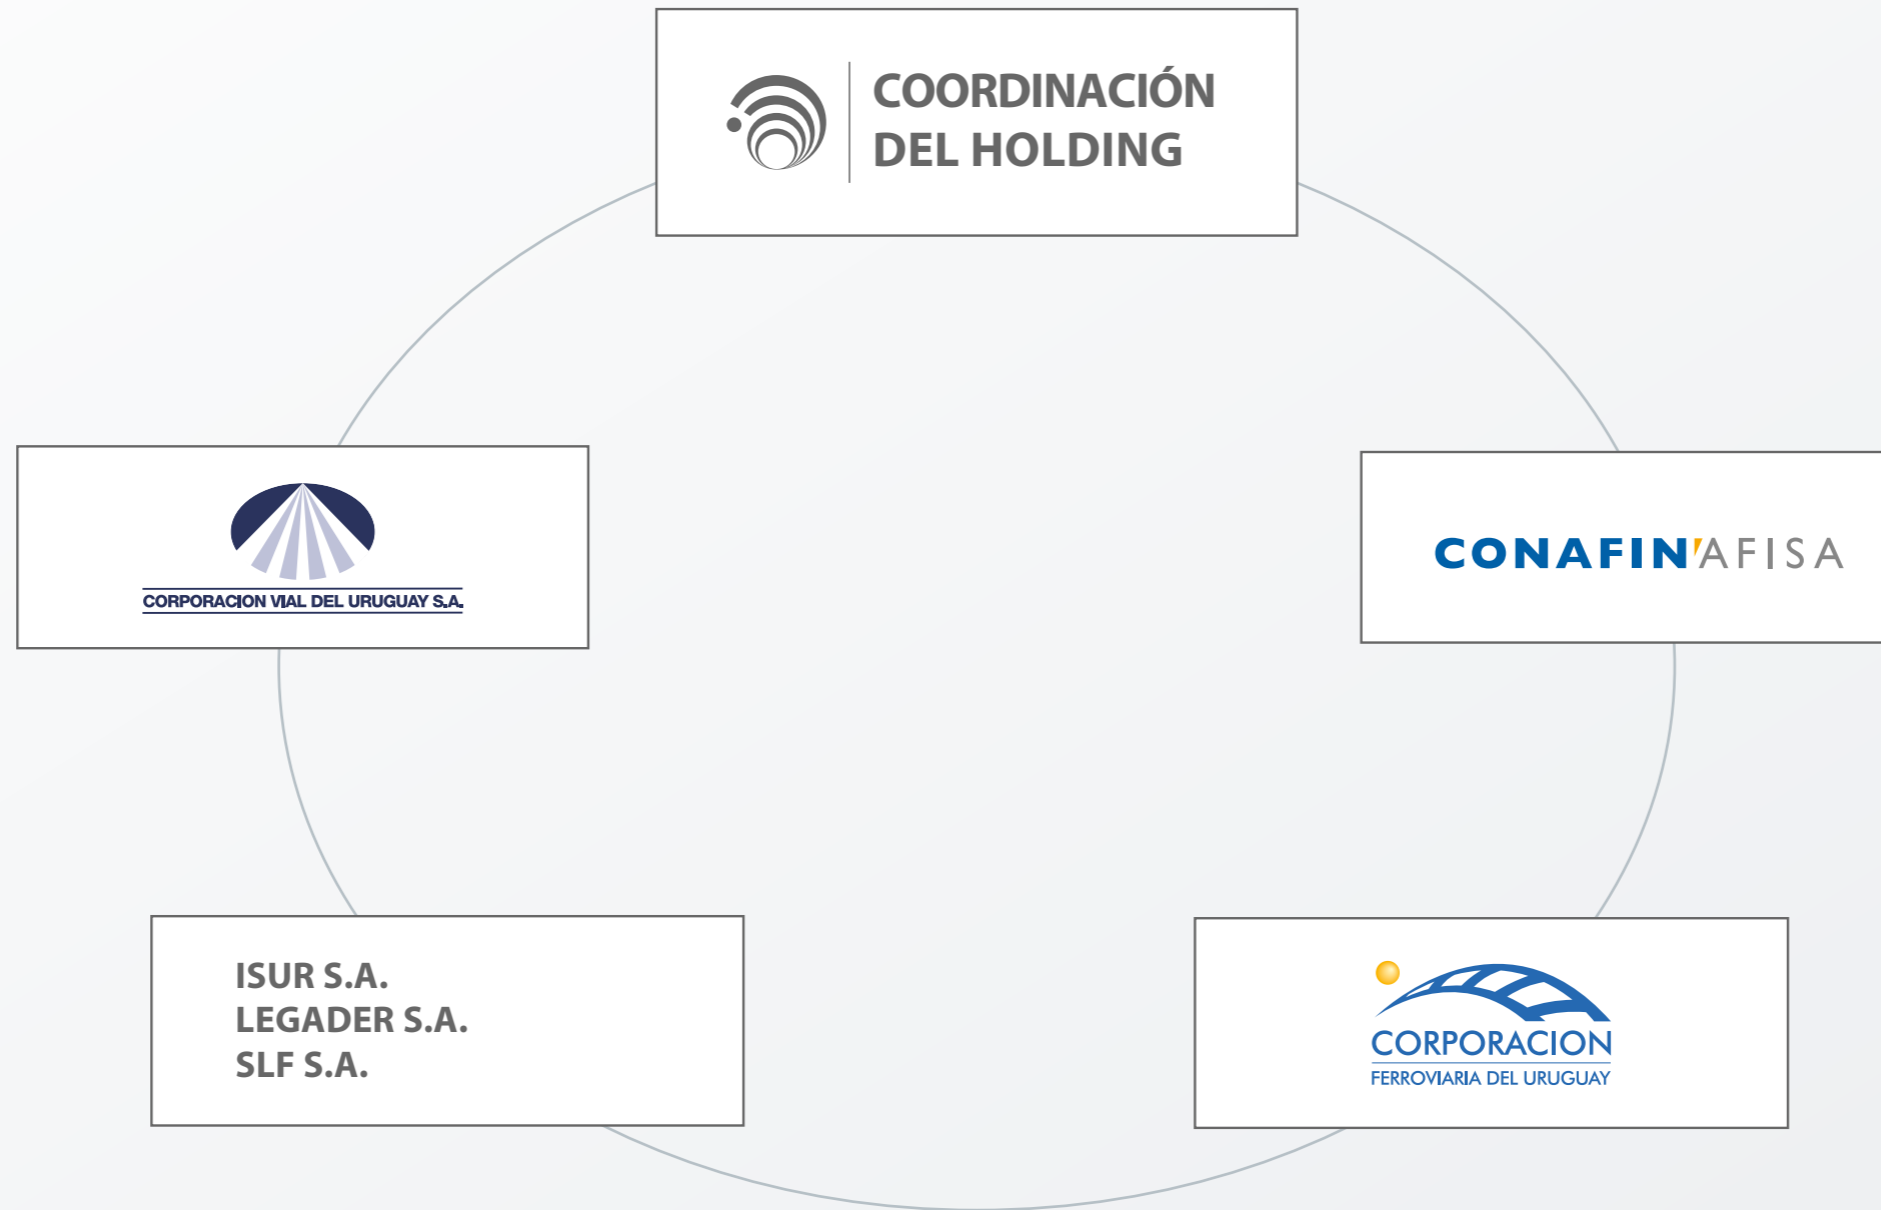 COORDINACIÓN
DEL HOLDING
CORPORACION VIAL DEL URUGUAY S.A.
CONAFIN'AFISA
ISUR S.A.
LEGADER S.A.
SLF S.A.
CORPORACION
FERROVIARIA DEL URUGUAY